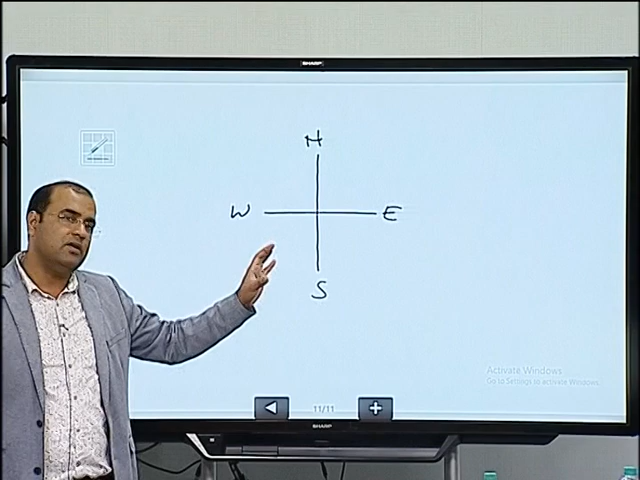 SHARP
N
W E
S
Activate Windows
Go to Settings to activate Windows.
11/11
SHARP